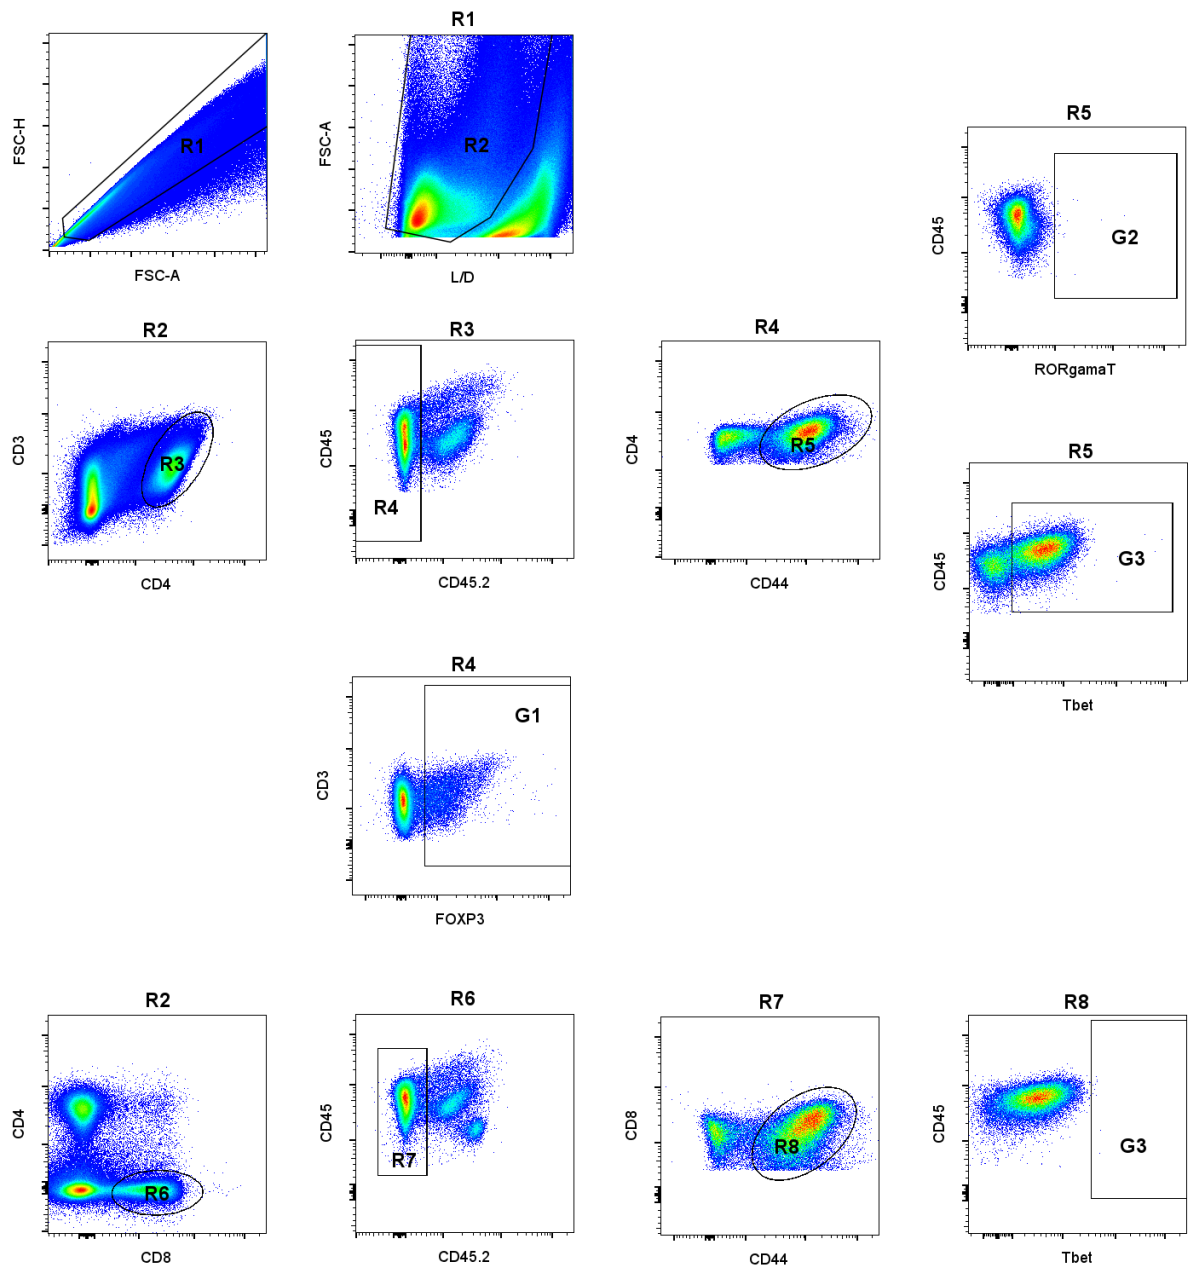 R1
FSC-H
R1
FSC-A
FSC-A
R2
L/D
R5
CD45
G2
RORgamaT
R2
CD3
R3
CD4
R3
CD45
R4
CD45.2
R4
CD4
R5
CD44
R5
CD45
G3
Tbet
R4
CD3
G1
FOXP3
R2
CD4
R6
CD8
R6
CD45
R7
CD45.2
R7
CD8
R8
CD44
R8
CD45
G3
Tbet